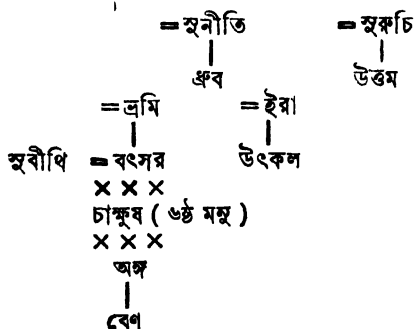 = সুনীতি = সুরুচি
ধ্রুব উত্তম
= ভ্রমি = ইরা
সুবীথি = বৎসর উৎকল
× × ×
চাক্ষুষ ( ৬ষ্ঠ মনু )
× × ×
অঙ্গ
বেণ